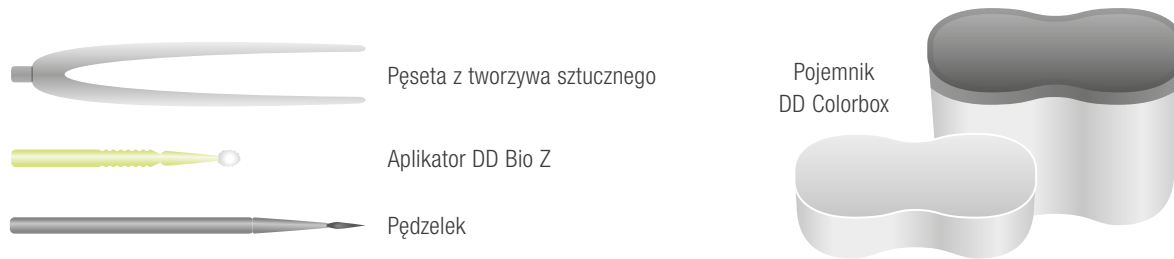 Pęseta z tworzywa sztucznego
Aplikator DD Bio Z
Pędzelek
Pojemnik
DD Colorbox